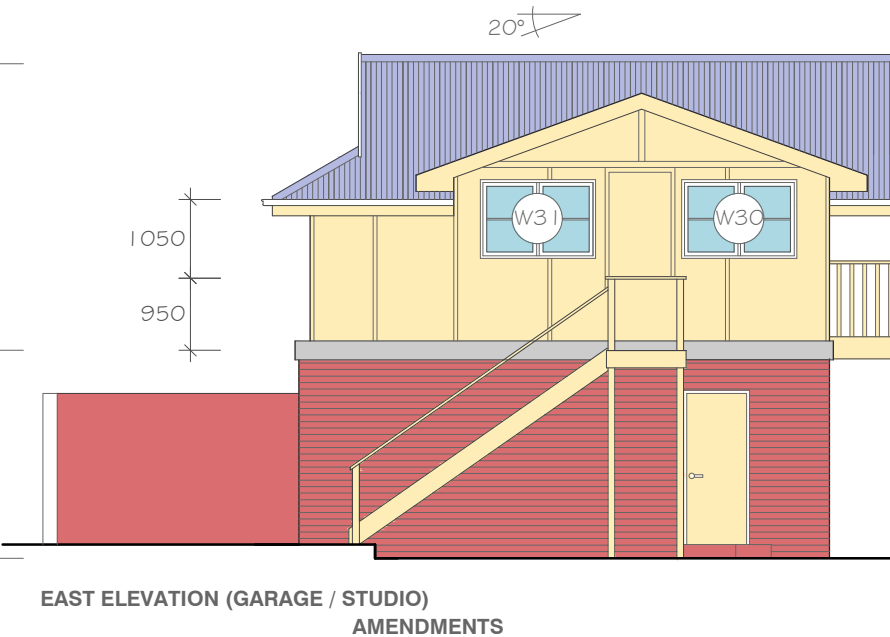 20°
W31 W30
1050
950
EAST ELEVATION (GARAGE / STUDIO)
AMENDMENTS